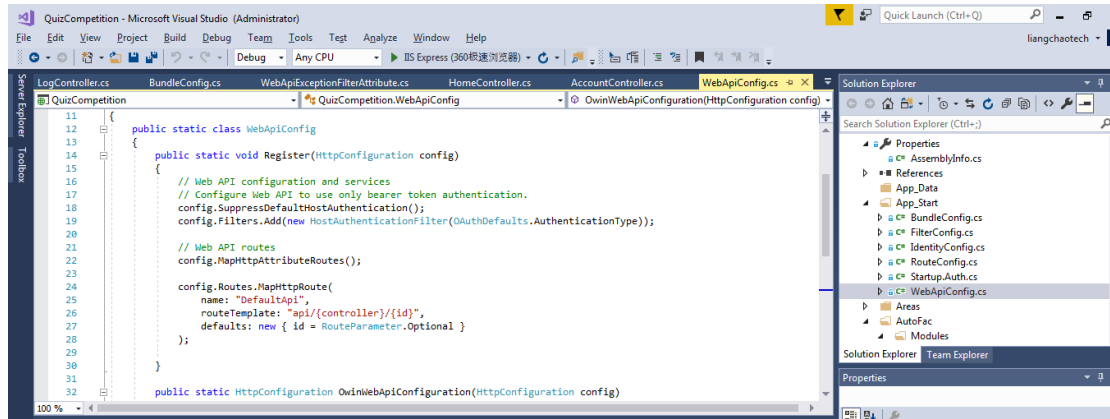 QuizCompetition - Microsoft Visual Studio (Administrator)
Quick Launch (Ctrl+Q)
File Edit View Project Build Debug Team Tools Test Analyze Window Help
liangchaotech
Debug Any CPU IIS Express (360极速浏览器)
Server Explorer
Toolbox
LogController.cs BundleConfig.cs WebApiExceptionFilterAttribute.cs HomeController.cs AccountController.cs WebApiConfig.cs
QuizCompetition QuizCompetition.WebApiConfig OwinWebApiConfiguration(HttpConfiguration config)
11 {
12 public static class WebApiConfig
13 {
14 public static void Register(HttpConfiguration config)
15 {
16 // Web API configuration and services
17 // Configure Web API to use only bearer token authentication.
18 config.SuppressDefaultHostAuthentication();
19 config.Filters.Add(new HostAuthenticationFilter(OAuthDefaults.AuthenticationType));
20
21 // Web API routes
22 config.MapHttpAttributeRoutes();
23
24 config.Routes.MapHttpRoute(
25 name: "DefaultApi",
26 routeTemplate: "api/{controller}/{id}",
27 defaults: new { id = RouteParameter.Optional }
28 );
29
30 }
31
32 public static HttpConfiguration OwinWebApiConfiguration(HttpConfiguration config)
100 %
Solution Explorer
Search Solution Explorer (Ctrl+;)
Properties
C# AssemblyInfo.cs
References
App_Data
App_Start
C# BundleConfig.cs
C# FilterConfig.cs
C# IdentityConfig.cs
C# RouteConfig.cs
C# Startup.Auth.cs
C# WebApiConfig.cs
Areas
AutoFac
Modules
Solution Explorer Team Explorer
Properties